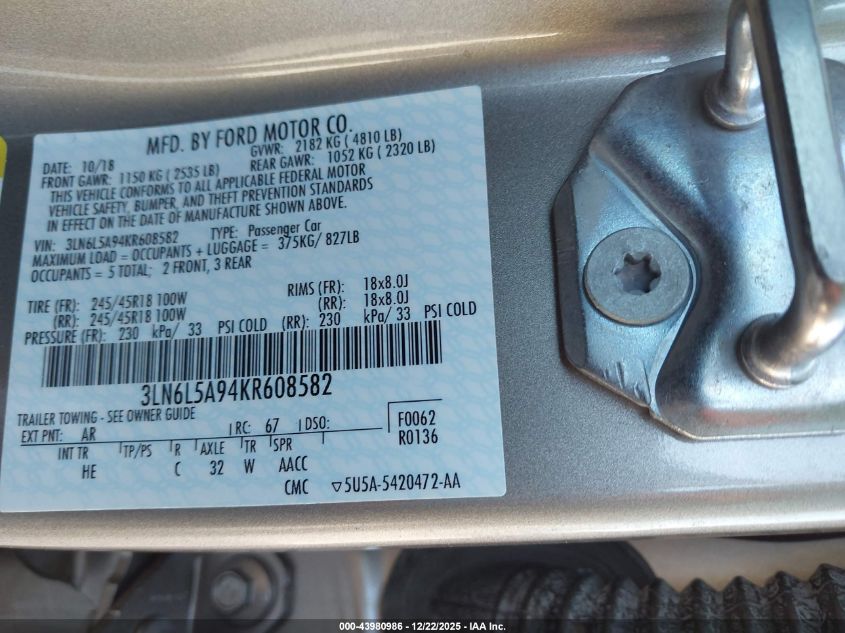 MFD. BY FORD MOTOR CO.
DATE: 10/18 GVWR: 2182 KG ( 4810 LB)
FRONT GAWR: 1150 KG ( 2535 LB) REAR GAWR: 1052 KG ( 2320 LB)
THIS VEHICLE CONFORMS TO ALL APPLICABLE FEDERAL MOTOR
VEHICLE SAFETY, BUMPER, AND THEFT PREVENTION STANDARDS
IN EFFECT ON THE DATE OF MANUFACTURE SHOWN ABOVE.
VIN: 3LN6L5A94KR608582 TYPE: Passenger Car
MAXIMUM LOAD = OCCUPANTS + LUGGAGE = 375KG/ 827LB
OCCUPANTS = 5 TOTAL; 2 FRONT, 3 REAR
TIRE (FR): 245/45R18 100W RIMS (FR): 18x8.0J
(RR): 245/45R18 100W (RR): 18x8.0J
PRESSURE (FR): 230 kPa/ 33 PSI COLD (RR): 230 kPa/ 33 PSI COLD
3LN6L5A94KR608582
TRAILER TOWING - SEE OWNER GUIDE
EXT PNT: AR RC: 67 DSO: F0062
INT TR TP/PS R AXLE TR SPR R0136
HE C 32 W AACC
CMC ▽5U5A-5420472-AA
000-43980986 - 12/22/2025 - IAA Inc.